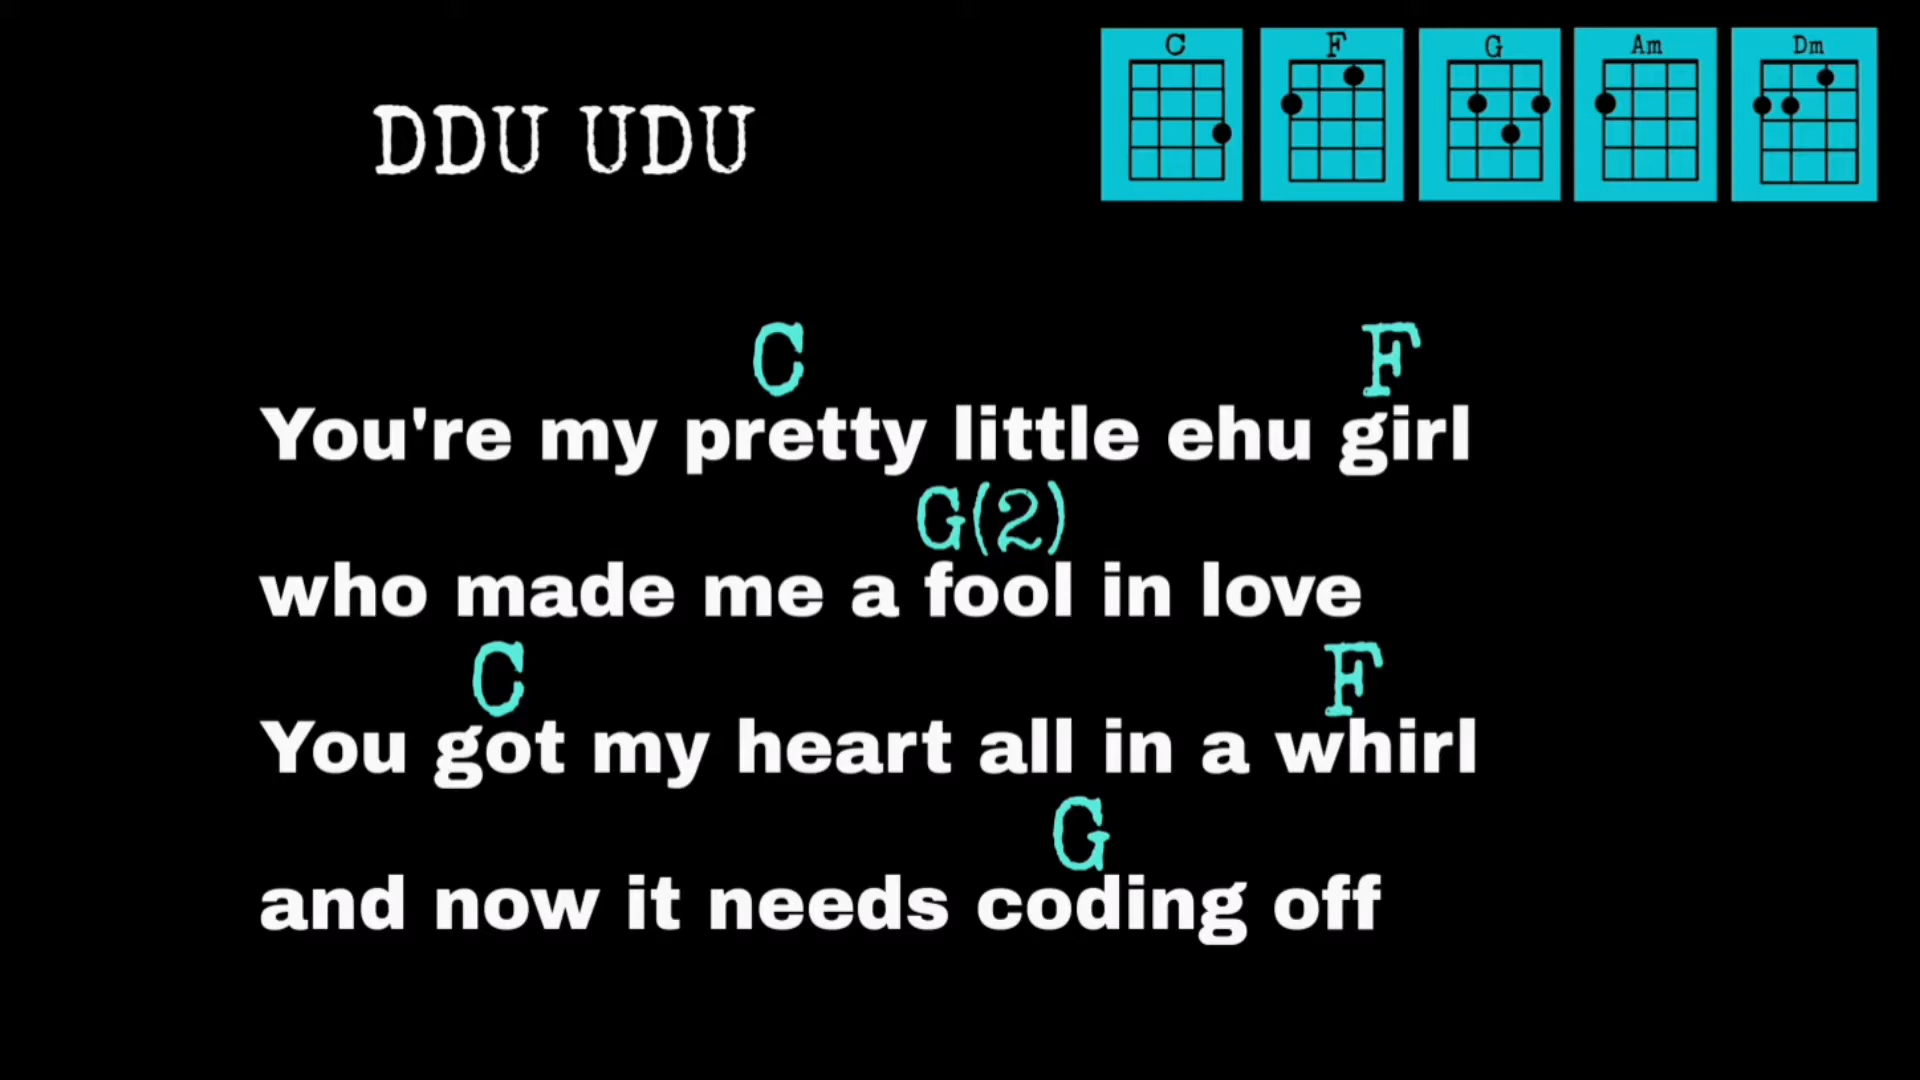 C F G Am Dm
DDU UDU
C F
You're my pretty little ehu girl
G(2)
who made me a fool in love
C F
You got my heart all in a whirl
G
and now it needs coding off